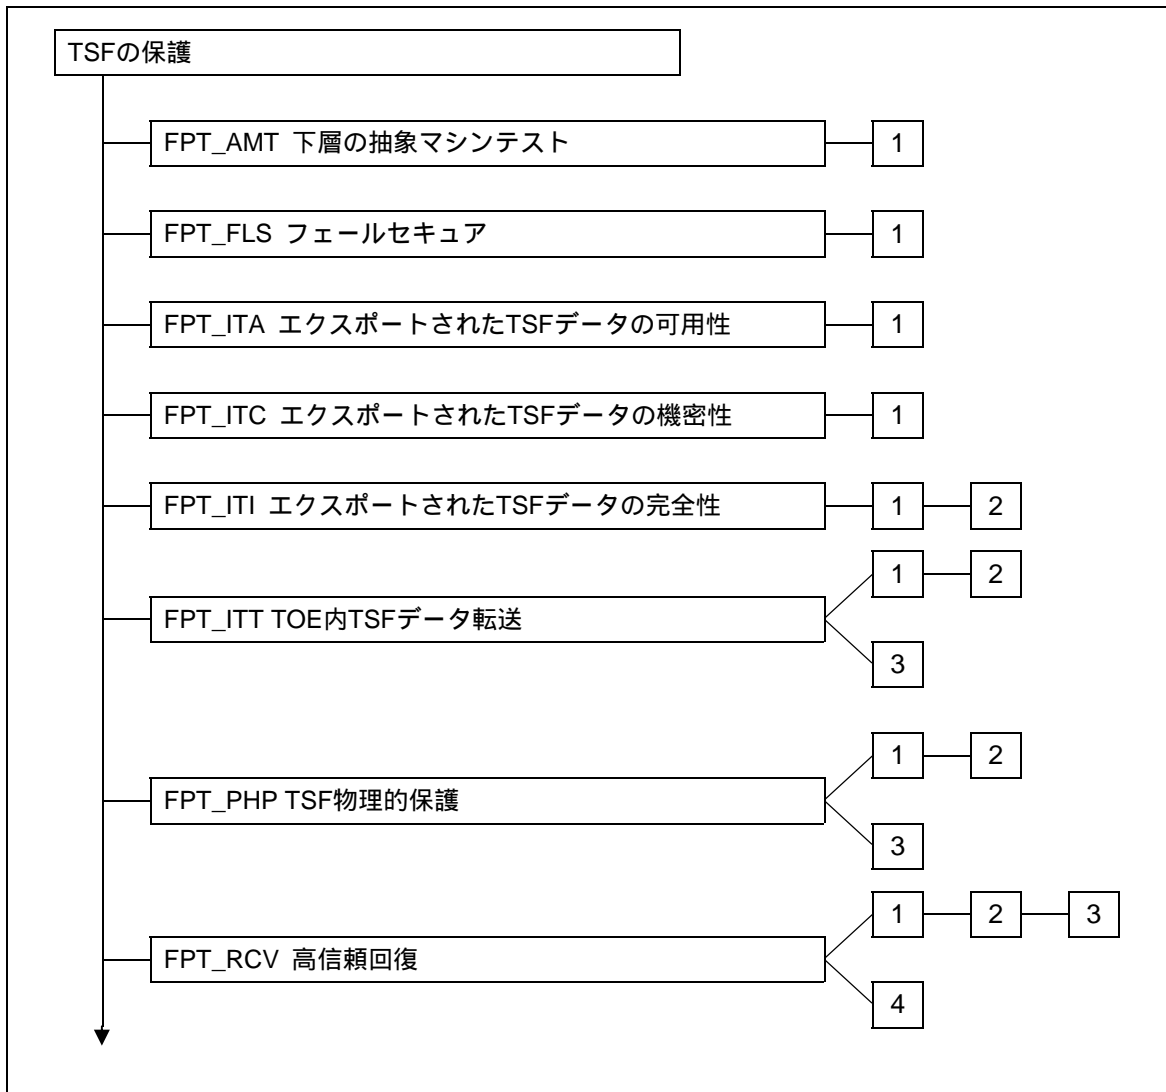 TSFの保護
FPT_AMT 下層の抽象マシンテスト 1
FPT_FLS フェールセキュア 1
FPT_ITA エクスポートされたTSFデータの可用性 1
FPT_ITC エクスポートされたTSFデータの機密性 1
FPT_ITI エクスポートされたTSFデータの完全性 1 2
1 2
FPT_ITT TOE内TSFデータ転送
3
1 2
FPT_PHP TSF物理的保護
3
1 2 3
FPT_RCV 高信頼回復
4